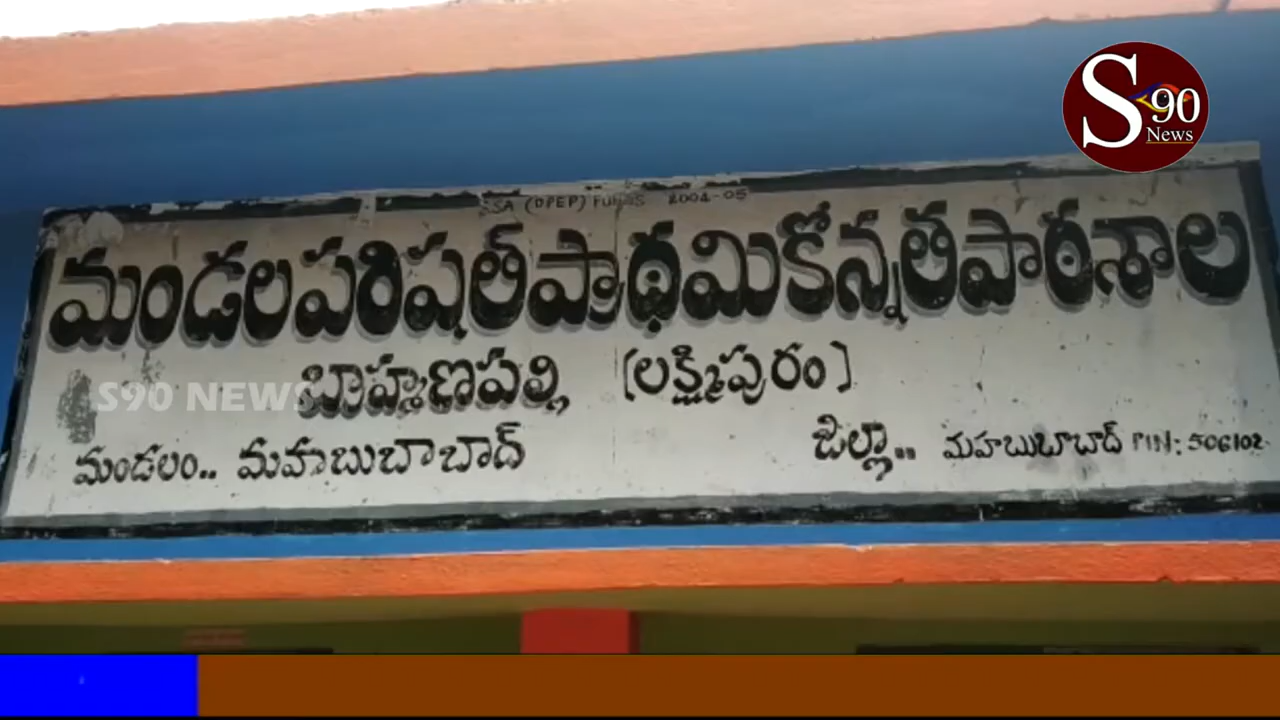 S90
News
SSA (DPEP) Funds 2004-05
మండలపరిషత్ప్రాథమికోన్నతపాఠశాల
బ్రాహ్మణపల్లి (లక్ష్మిపురం)
S90 NEWS
మండలం.. మహబుబాబాద్
జిల్లా.. మహబుబాబాద్ PIN: 506102